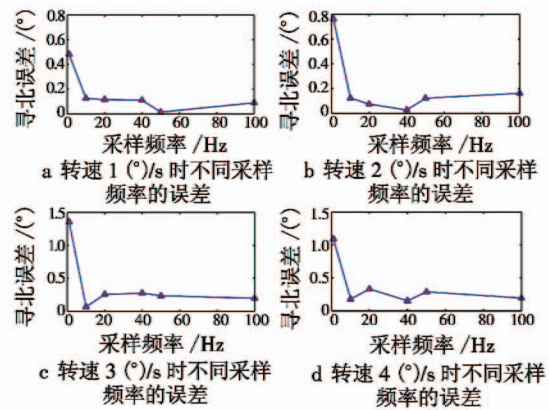 寻北误差 /(°)
0.8
0.6
0.4
0.2
0
0 20 40 60 80 100
采样频率 /Hz
a 转速 1 (°)/s 时不同采样
频率的误差
寻北误差 /(°)
0.8
0.6
0.4
0.2
0
0 20 40 60 80 100
采样频率 /Hz
b 转速 2 (°)/s 时不同采样
频率的误差
寻北误差 /(°)
1.5
1.0
0.5
0
0 20 40 60 80 100
采样频率 /Hz
c 转速 3 (°)/s 时不同采样
频率的误差
寻北误差 /(°)
1.5
1.0
0.5
0
0 20 40 60 80 100
采样频率 /Hz
d 转速 4 (°)/s 时不同采样
频率的误差